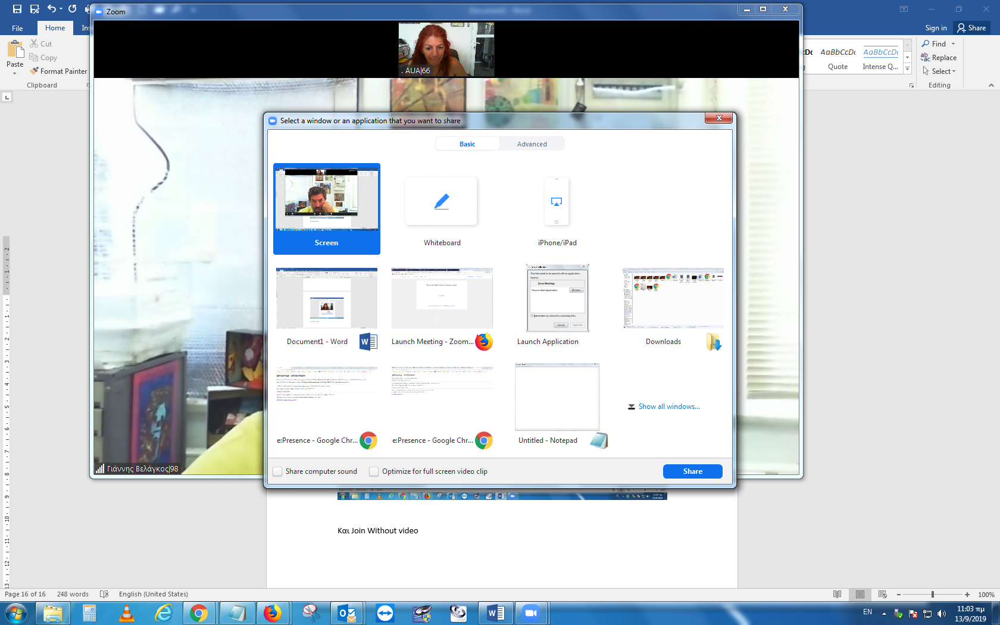 Zoom
Document1 - Word
File
Home
Ins
Sign in
Share
Paste
Cut
Copy
Format Painter
Clipboard
AaBbCcDc
AaBbCcDc
Quote
Intense Q...
Find
Replace
Select
Editing
. AUA|66
Select a window or an application that you want to share
Basic
Advanced
Screen
Whiteboard
iPhone/iPad
Document1 - Word
Launch Meeting - Zoom...
Launch Application
Downloads
e:Presence - Google Chr...
e:Presence - Google Chr...
Untitled - Notepad
Show all windows...
Share computer sound
Optimize for full screen video clip
Share
Γιάννης Βελάγκος|98
Και Join Without video
Page 16 of 16
248 words
English (United States)
100%
EN
11:03 πμ
13/9/2019